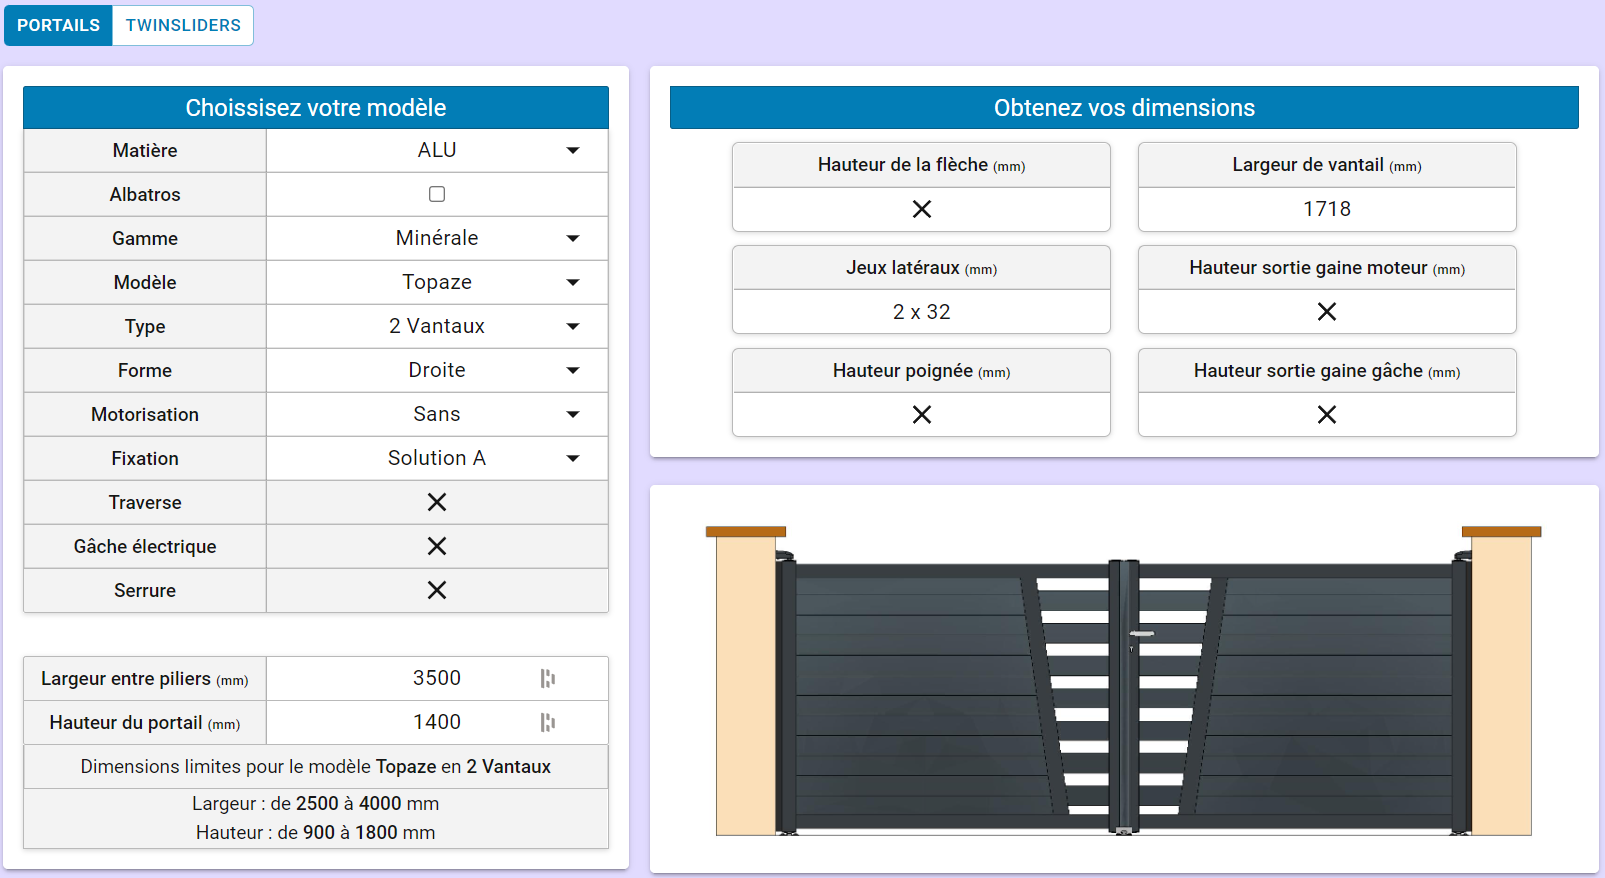 PORTAILS TWINSLIDERS
Choissisez votre modèle
Matière ALU
Albatros
Gamme Minérale
Modèle Topaze
Type 2 Vantaux
Forme Droite
Motorisation Sans
Fixation Solution A
Traverse
Gâche électrique
Serrure
Largeur entre piliers (mm) 3500
Hauteur du portail (mm) 1400
Dimensions limites pour le modèle Topaze en 2 Vantaux
Largeur : de 2500 à 4000 mm
Hauteur : de 900 à 1800 mm
Obtenez vos dimensions
Hauteur de la flèche (mm)
Largeur de vantail (mm)
1718
Jeux latéraux (mm)
2 x 32
Hauteur sortie gaine moteur (mm)
Hauteur poignée (mm)
Hauteur sortie gaine gâche (mm)